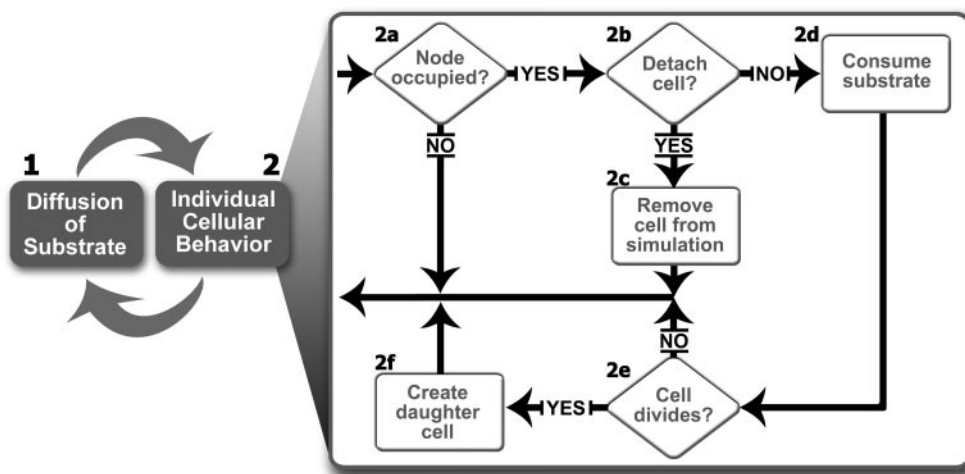 1
Diffusion
of
Substrate
2
Individual
Cellular
Behavior
2a
Node
occupied?
YES
NO
2b
Detach
cell?
NO
YES
2d
Consume
substrate
2c
Remove
cell from
simulation
2e
Cell
divides?
NO
YES
2f
Create
daughter
cell